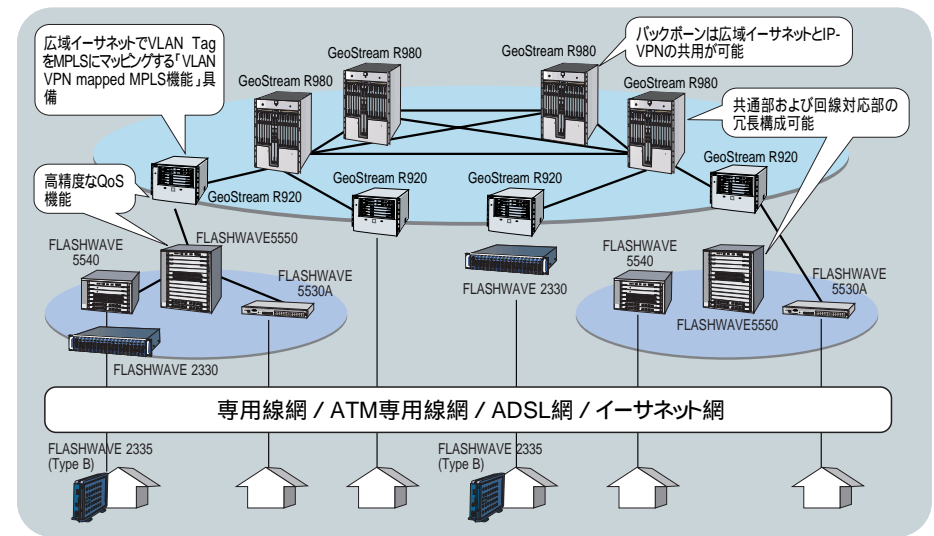 広域イーサネットでVLAN Tag
をMPLSにマッピングする「VLAN
VPN mapped MPLS機能」具
備
GeoStream R980
GeoStream R980
GeoStream R980
GeoStream R980
バックボーンは広域イーサネットとIP-
VPNの共用が可能
共通部および回線対応部の
冗長構成可能
高精度なQoS
機能
GeoStream R920
GeoStream R920
GeoStream R920
GeoStream R920
FLASHWAVE
5540
FLASHWAVE5550
FLASHWAVE
5530A
FLASHWAVE 2330
FLASHWAVE 2330
FLASHWAVE
5540
FLASHWAVE5550
FLASHWAVE
5530A
専用線網 / ATM専用線網 / ADSL網 / イーサネット網
FLASHWAVE 2335
(Type B)
FLASHWAVE 2335
(Type B)